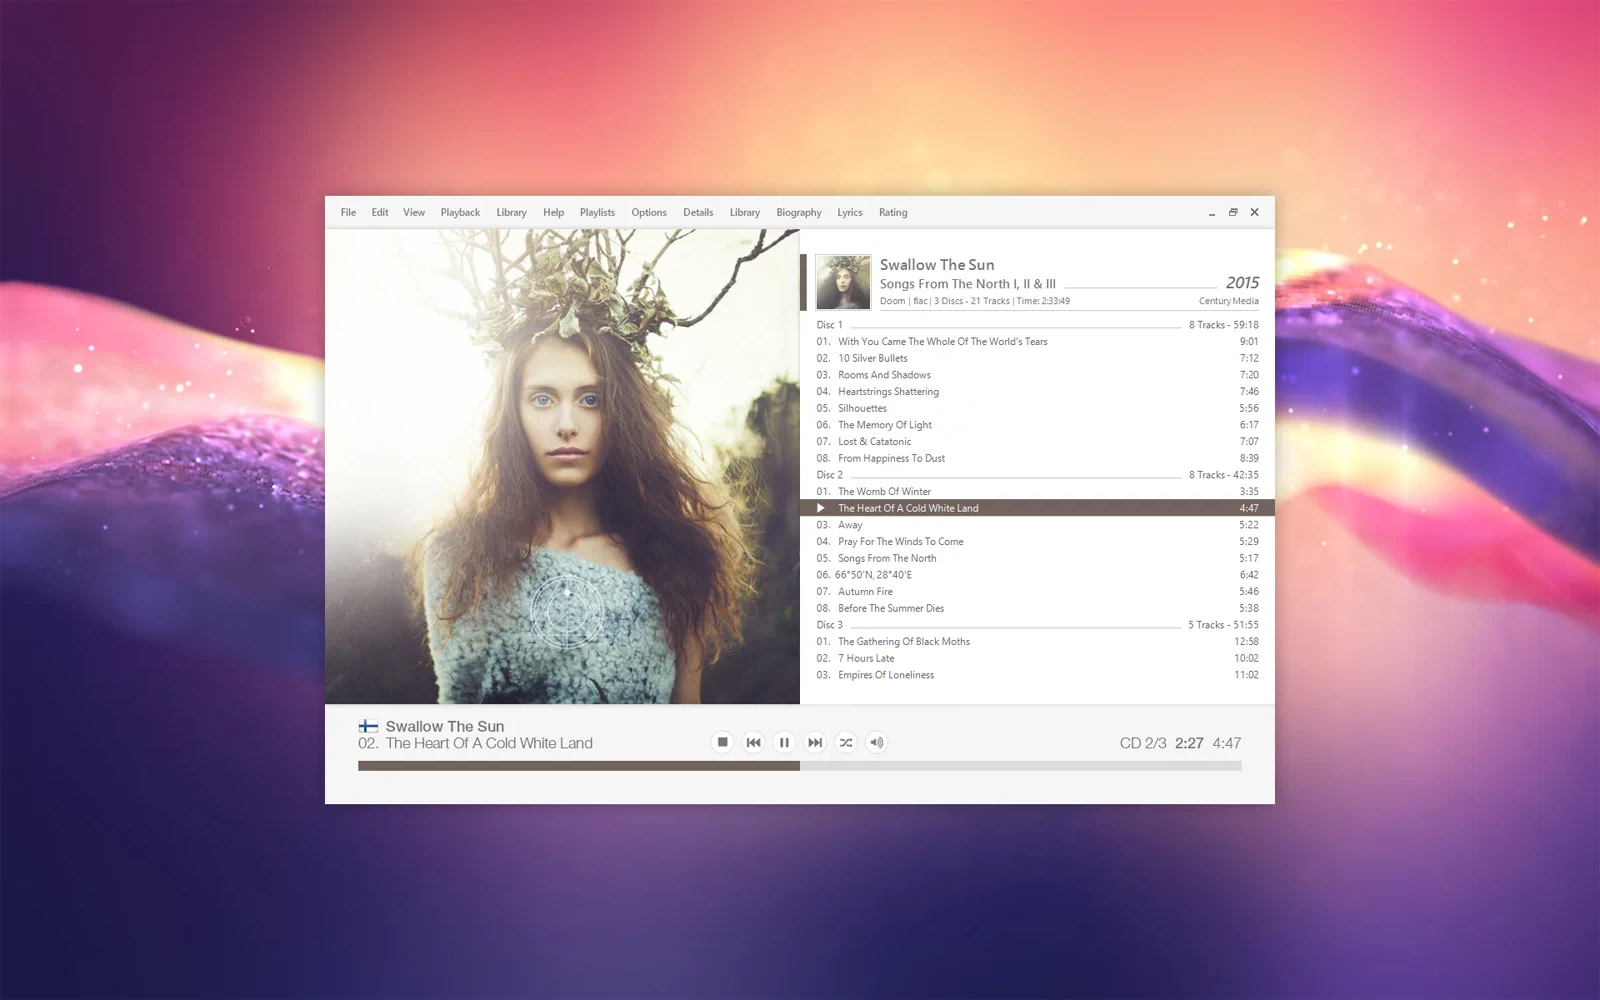 File Edit View Playback Library Help Playlists Options Details Library Biography Lyrics Rating
Swallow The Sun
Songs From The North I, II & III 2015
Doom | flac | 3 Discs - 21 Tracks | Time: 2:33:49 Century Media
Disc 1 8 Tracks - 59:18
01. With You Came The Whole Of The World's Tears 9:01
02. 10 Silver Bullets 7:12
03. Rooms And Shadows 7:20
04. Heartstrings Shattering 7:46
05. Silhouettes 5:56
06. The Memory Of Light 6:17
07. Lost & Catatonic 7:07
08. From Happiness To Dust 8:39
Disc 2 8 Tracks - 42:35
01. The Womb Of Winter 3:35
The Heart Of A Cold White Land 4:47
03. Away 5:22
04. Pray For The Winds To Come 5:29
05. Songs From The North 5:17
06. 66°50'N, 28°40'E 6:42
07. Autumn Fire 5:46
08. Before The Summer Dies 5:38
Disc 3 5 Tracks - 51:55
01. The Gathering Of Black Moths 12:58
02. 7 Hours Late 10:02
03. Empires Of Loneliness 11:02
Swallow The Sun
02. The Heart Of A Cold White Land CD 2/3 2:27 4:47